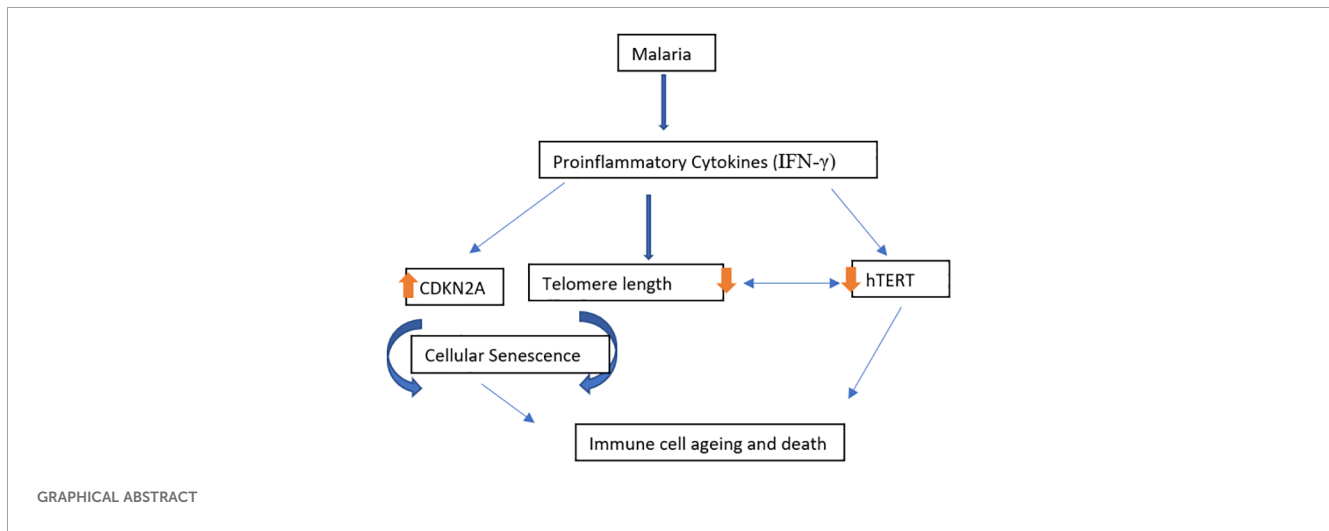 Malaria
Proinflammatory Cytokines (IFN-γ)
CDKN2A
Telomere length
hTERT
Cellular Senescence
Immune cell ageing and death
GRAPHICAL ABSTRACT